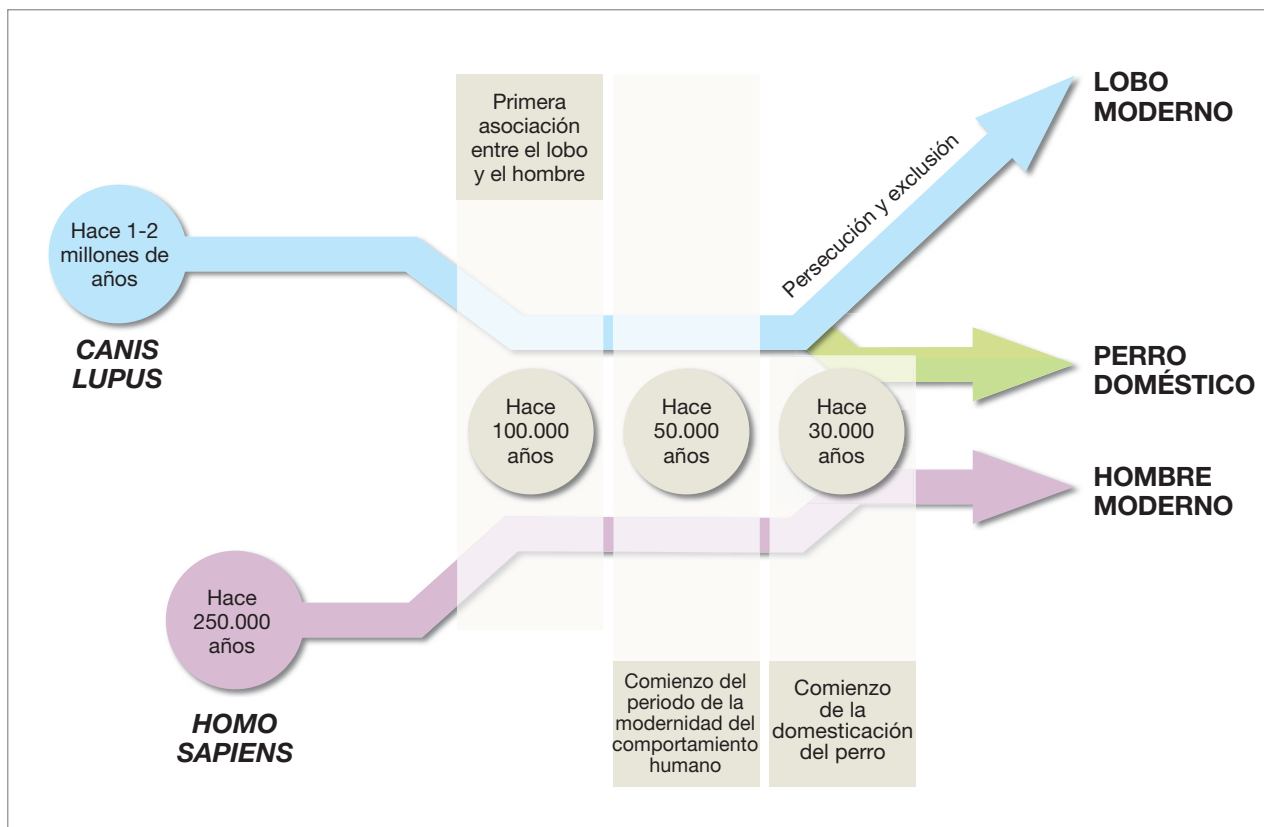 Primera
asociación
entre el lobo
y el hombre
LOBO
MODERNO
Persecución y exclusión
Hace 1-2
millones de
años
CANIS
LUPUS
PERRO
DOMÉSTICO
Hace
100.000
años
Hace
50.000
años
Hace
30.000
años
HOMBRE
MODERNO
Hace
250.000
años
HOMO
SAPIENS
Comienzo del
periodo de la
modernidad del
comportamiento
humano
Comienzo
de la
domesticación
del perro